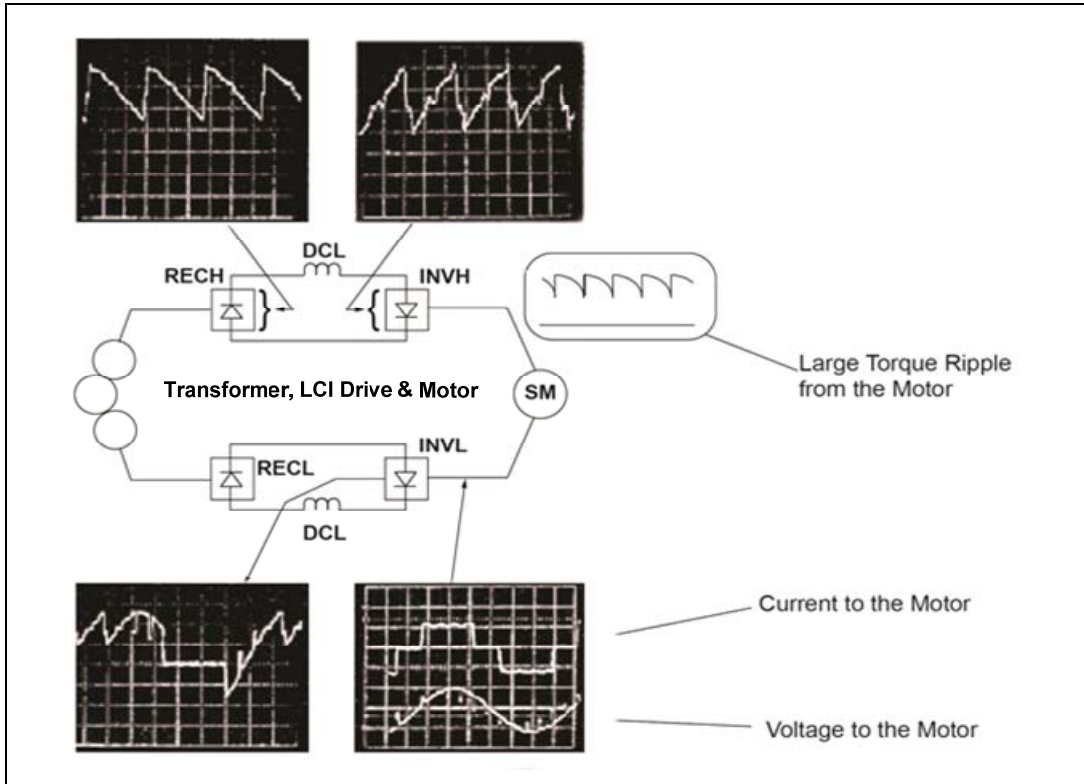 DCL
RECH
INVH
Large Torque Ripple
from the Motor
Transformer, LCI Drive & Motor
SM
INVL
RECL
DCL
Current to the Motor
Voltage to the Motor